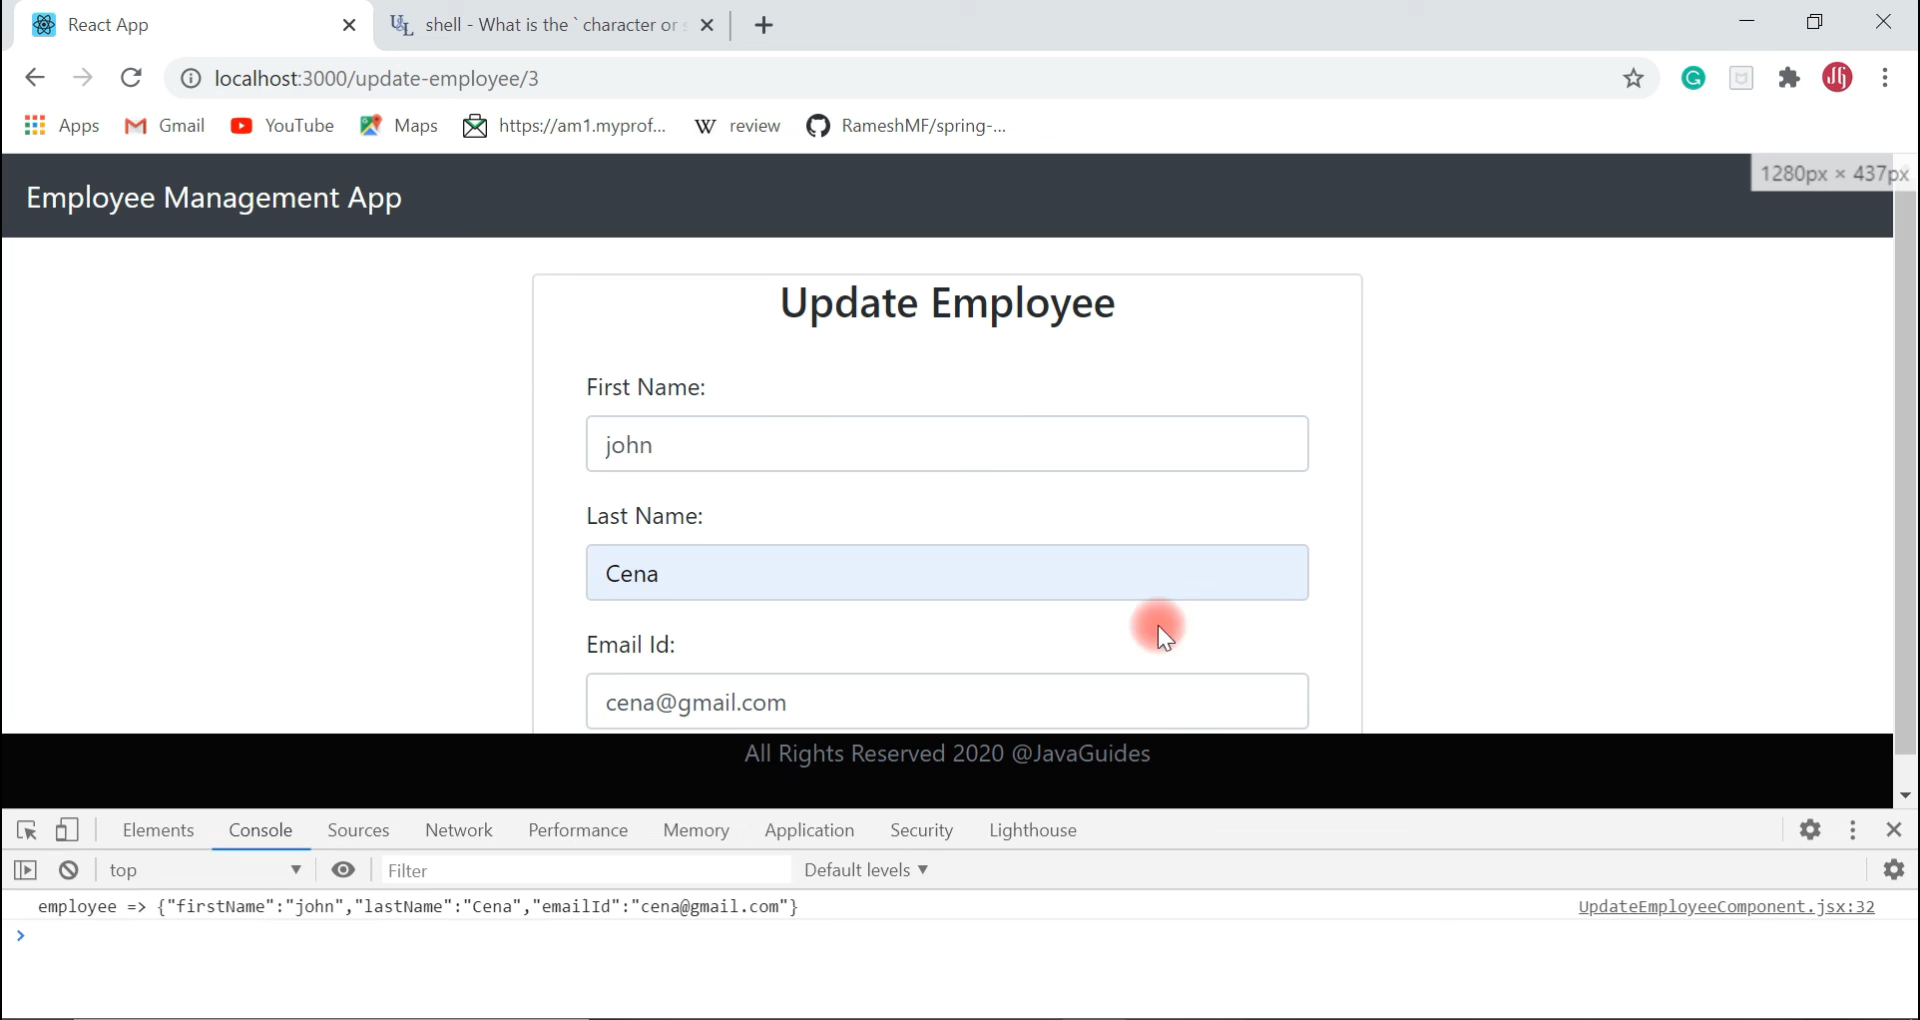 React App
shell - What is the ` character or
localhost:3000/update-employee/3
Apps Gmail YouTube Maps https://am1.myprof... review RameshMF/spring-...
Employee Management App
1280px × 437px
Update Employee
First Name:
john
Last Name:
Cena
Email Id:
cena@gmail.com
All Rights Reserved 2020 @JavaGuides
Elements Console Sources Network Performance Memory Application Security Lighthouse
top Filter Default levels ▼
employee => {"firstName":"john","lastName":"Cena","emailId":"cena@gmail.com"} UpdateEmployeeComponent.jsx:32